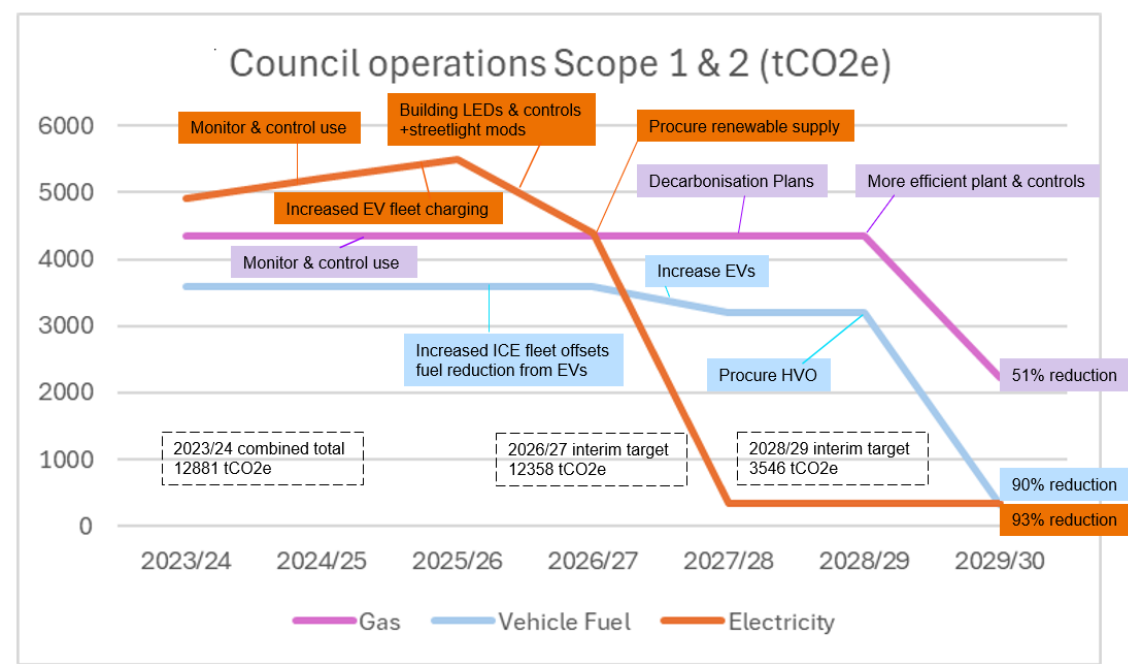 Council operations Scope 1 & 2 (tCO2e)
6000
5000
4000
3000
2000
1000
0
Monitor & control use
Building LEDs & controls
+streetlight mods
Procure renewable supply
Increased EV fleet charging
Decarbonisation Plans
More efficient plant & controls
Monitor & control use
Increase EVs
Increased ICE fleet offsets
fuel reduction from EVs
Procure HVO
51% reduction
2023/24 combined total
12881 tCO2e
2026/27 interim target
12358 tCO2e
2028/29 interim target
3546 tCO2e
90% reduction
93% reduction
2023/24
2024/25
2025/26
2026/27
2027/28
2028/29
2029/30
Gas
Vehicle Fuel
Electricity